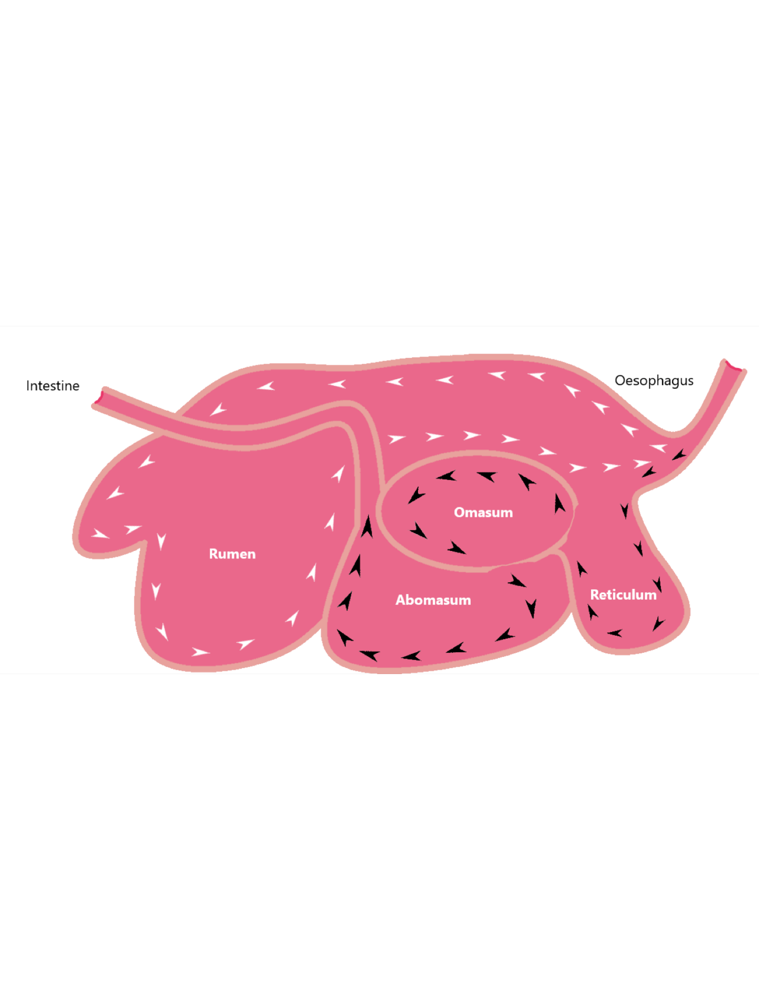 Oesophagus
Intestine
Omasum
Rumen
Reticulum
Abomasum